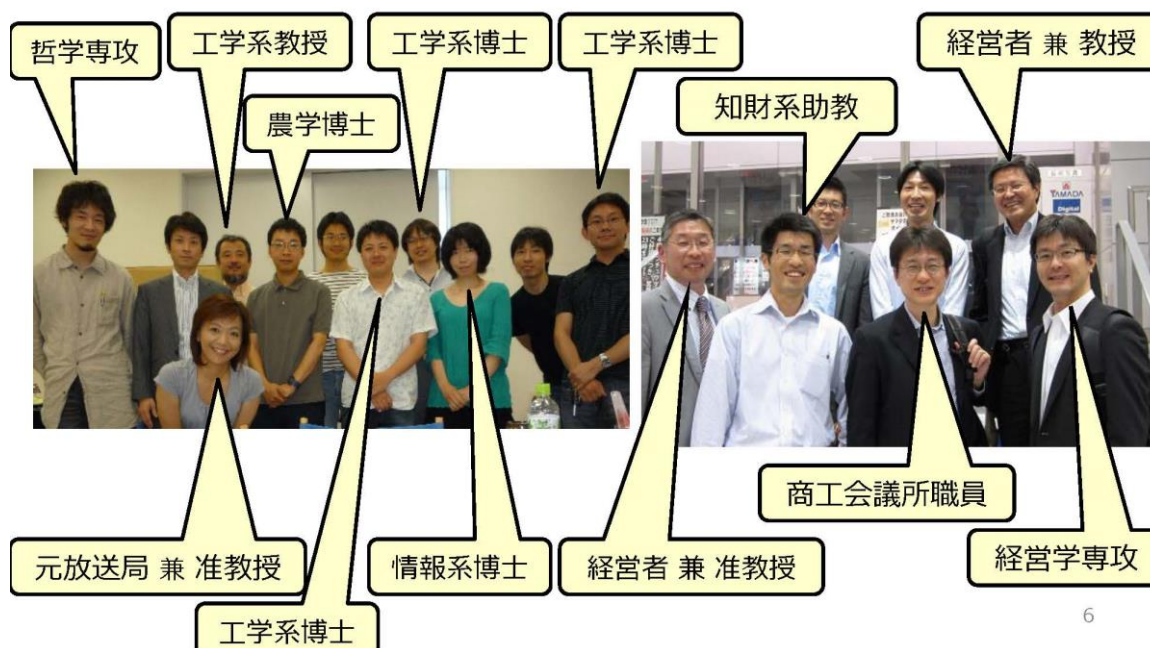 哲学専攻
工学系教授
工学系博士
工学系博士
経営者 兼 教授
農学博士
知財系助教
YAMADA
Digital
商工会議所職員
元放送局 兼 准教授
情報系博士
経営者 兼 准教授
経営学専攻
工学系博士
6